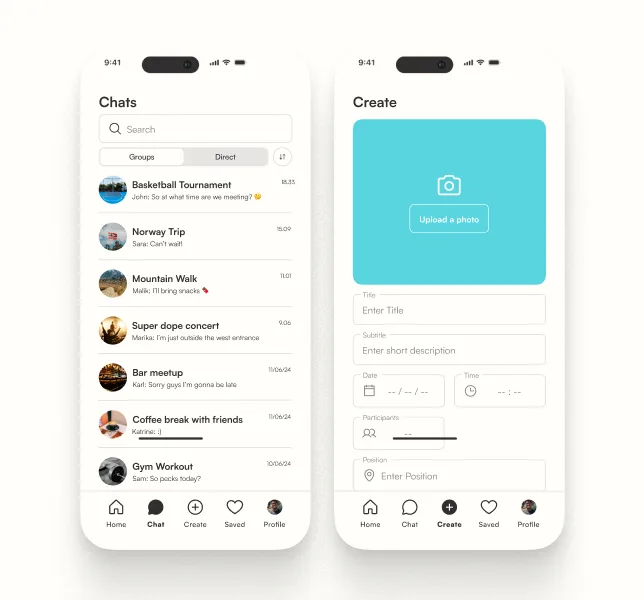 9:41
Chats
Search
Groups
Direct
Basketball Tournament
18:33
John: So at what time are we meeting? 🤔
Norway Trip
15.09
Sara: Can't wait!
Mountain Walk
11.01
Malik: I'll bring snacks 🍫
Super dope concert
9.06
Marika: I'm just outside the west entrance
Bar meetup
11/06/24
Karl: Sorry guys I'm gonna be late
Coffee break with friends
11/06/24
Katrine: :)
Gym Workout
10/06/24
Sam: So packs today?
Home
Chat
Create
Saved
Profile
9:41
Create
Upload a photo
Title
Enter Title
Subtitle
Enter short description
Date
-- / -- / --
Time
-- : --
Participants
--
Position
Enter Position
Home
Chat
Create
Saved
Profile